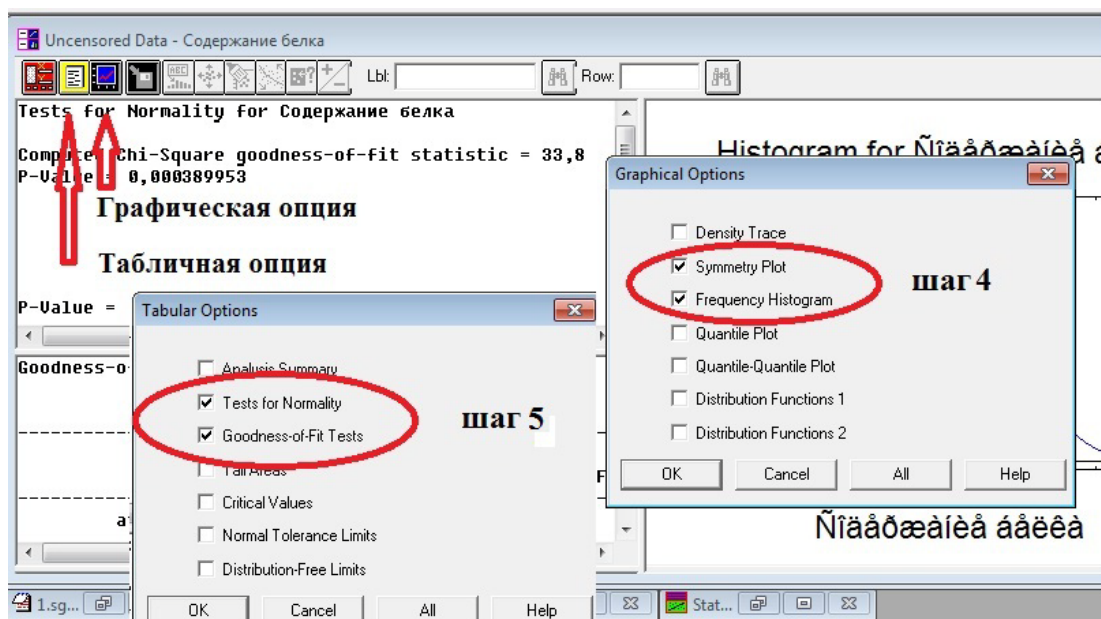 Uncensored Data - Содержание белка
Lbl: Row:
Tests for Normality for Содержание белка
Chi-Square goodness-of-fit statistic = 33,8
P-Value = 0,000389953
Графическая опция
Табличная опция
P-Value =
Goodness-o
Histogram for Ñîäåðæàíèå á
Graphical Options
Density Trace
Symmetry Plot
Frequency Histogram
Quantile Plot
Quantile-Quantile Plot
Distribution Functions 1
Distribution Functions 2
OK Cancel All Help
шаг 4
Tabular Options
Analysis Summary
Tests for Normality
Goodness-of-Fit Tests
Tail Areas
Critical Values
Normal Tolerance Limits
Distribution-Free Limits
OK Cancel All Help
шаг 5
Ñîäåðæàíèå áåëêà
1.sg...
Stat...